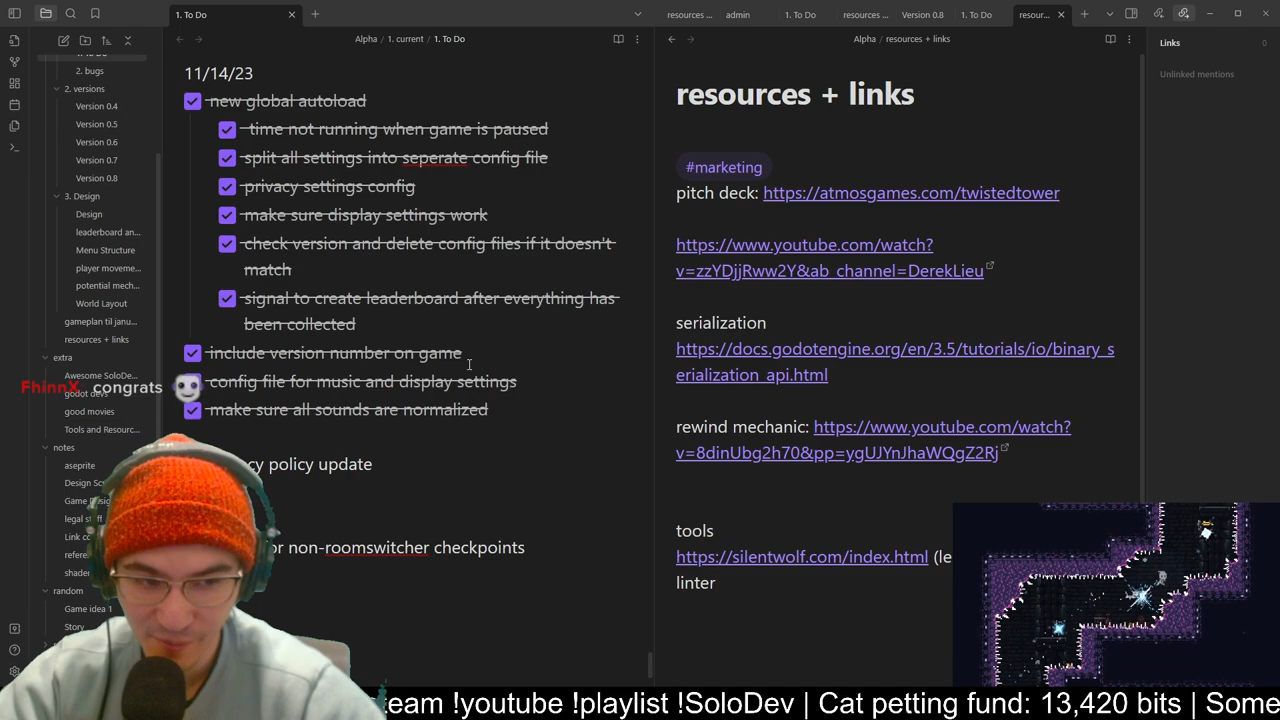 1. To Do
resources ...
admin
1. To Do
resources ...
Version 0.8
1. To Do
resour...
Alpha / 1. current / 1. To Do
Alpha / resources + links
Links
0
Unlinked mentions
2. bugs
2. versions
Version 0.4
Version 0.5
Version 0.6
Version 0.7
Version 0.8
3. Design
Design
leaderboard an...
Menu Structure
player moveme...
potential mech...
World Layout
gameplan til janu...
resources + links
extra
Awesome SoloDe...
godot devs
good movies
Tools and Resourc...
notes
aseprite
Design Sc
Game Design
legal stuff
Link co
refere
shade
random
Game idea 1
Story
11/14/23
new global autoload
time not running when game is paused
split all settings into seperate config file
privacy settings config
make sure display settings work
check version and delete config files if it doesn't
match
signal to create leaderboard after everything has
been collected
include version number on game
config file for music and display settings
make sure all sounds are normalized
cy policy update
or non-roomswitcher checkpoints
FhinnX congrats
resources + links
#marketing
pitch deck: https://atmosgames.com/twistedtower
https://www.youtube.com/watch?
v=zzYDjjRww2Y&ab_channel=DerekLieu
serialization
https://docs.godotengine.org/en/3.5/tutorials/io/binary_s
erialization_api.html
rewind mechanic: https://www.youtube.com/watch?
v=8dinUbg2h70&pp=ygUJYnJhaWQgZ2Rj
tools
https://silentwolf.com/index.html (le
linter
steam !youtube !playlist !SoloDev | Cat petting fund: 13,420 bits | Some